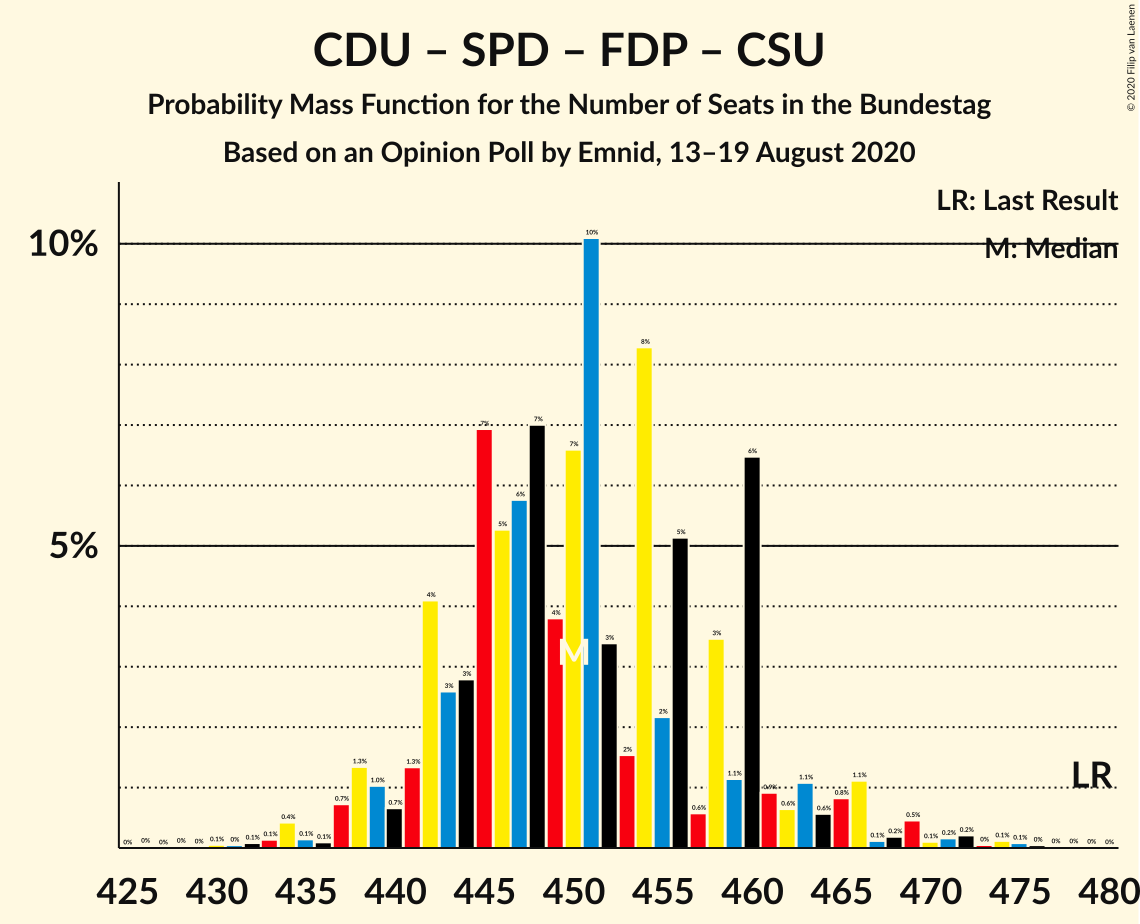 CDU – SPD – FDP – CSU
Probability Mass Function for the Number of Seats in the Bundestag
Based on an Opinion Poll by Emnid, 13–19 August 2020
© 2020 Filip van Laenen
LR: Last Result
M: Median
10%
5%
0% 0% 0% 0% 0% 0.1% 0% 0.1% 0.1% 0.4% 0.1% 0.1% 0.7% 1.3% 1.0% 0.7% 1.3% 4% 3% 3% 7% 5% 6% 7% 4% 7% 10% 3% 2% 8% 2% 5% 0.6% 3% 1.1% 6% 0.9% 0.6% 1.1% 0.6% 0.8% 1.1% 0.1% 0.2% 0.5% 0.1% 0.2% 0.2% 0% 0.1% 0.1% 0% 0% 0% 0% 0%
M
LR
425 430 435 440 445 450 455 460 465 470 475 480